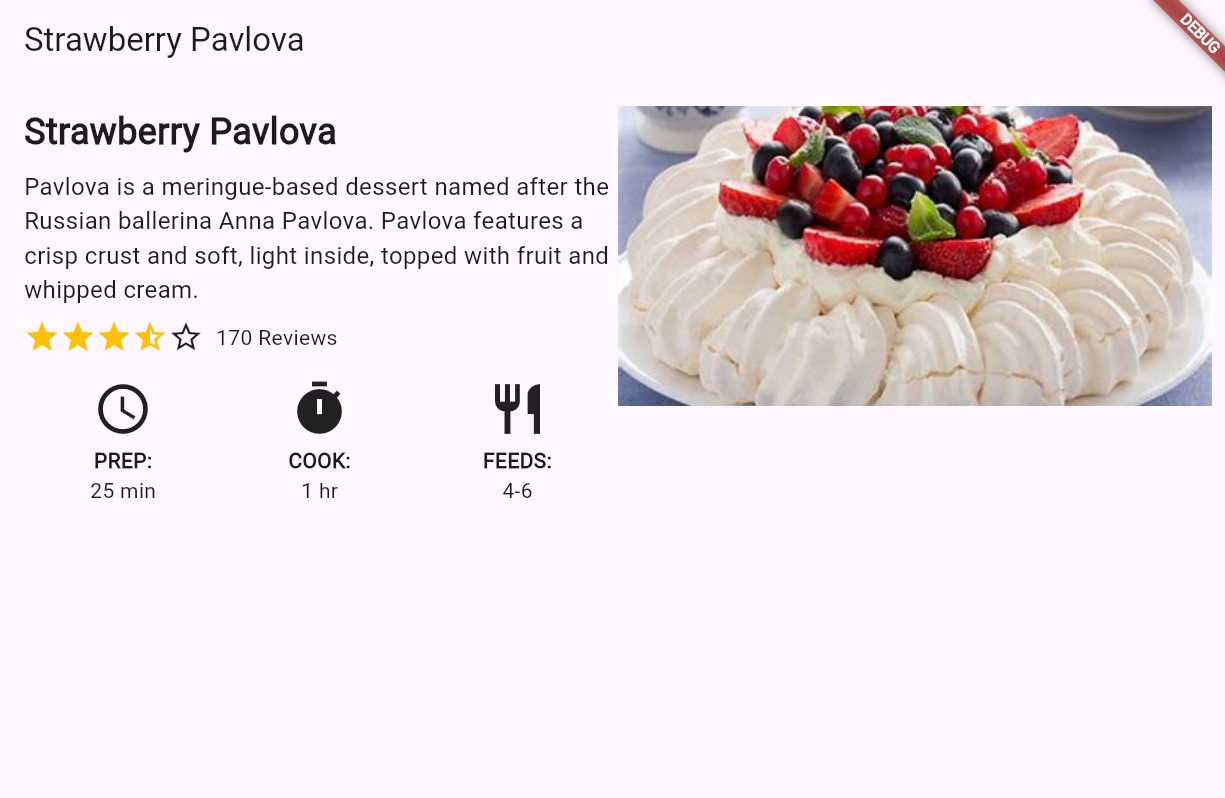 Strawberry Pavlova
DEBUG
Strawberry Pavlova
Pavlova is a meringue-based dessert named after the
Russian ballerina Anna Pavlova. Pavlova features a
crisp crust and soft, light inside, topped with fruit and
whipped cream.
170 Reviews
PREP: COOK: FEEDS:
25 min 1 hr 4-6